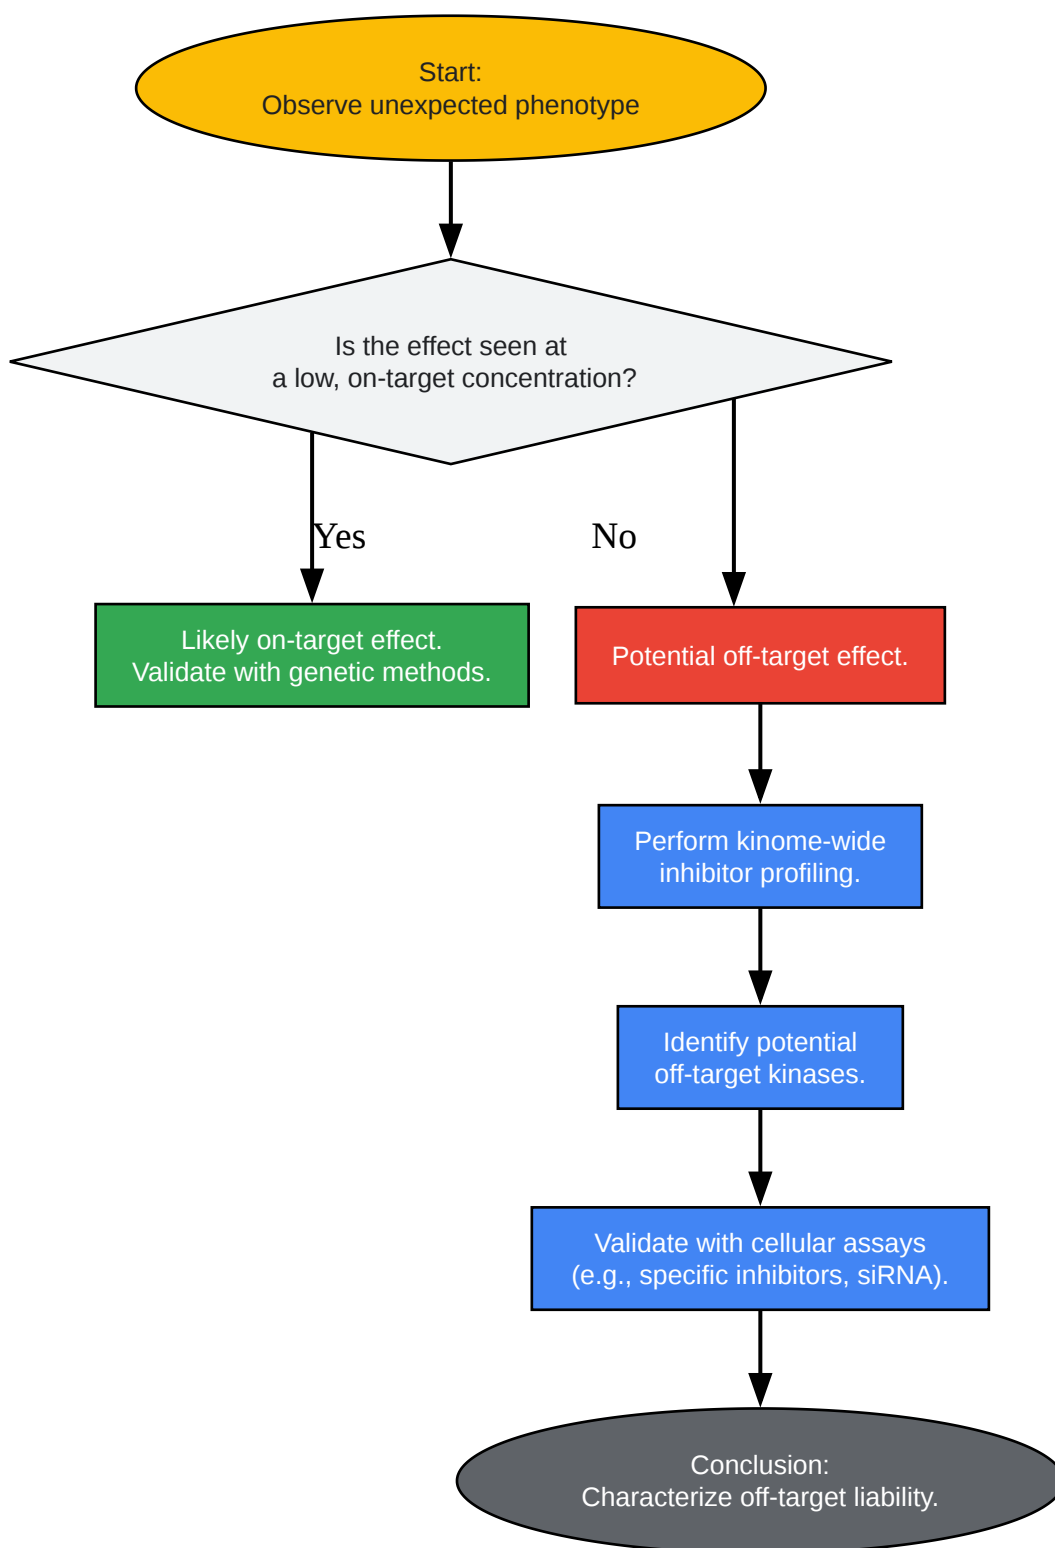 Start:
Observe unexpected phenotype
Is the effect seen at
a low, on-target concentration?
Yes
No
Likely on-target effect.
Validate with genetic methods.
Potential off-target effect.
Perform kinome-wide
inhibitor profiling.
Identify potential
off-target kinases.
Validate with cellular assays
(e.g., specific inhibitors, siRNA).
Conclusion:
Characterize off-target liability.